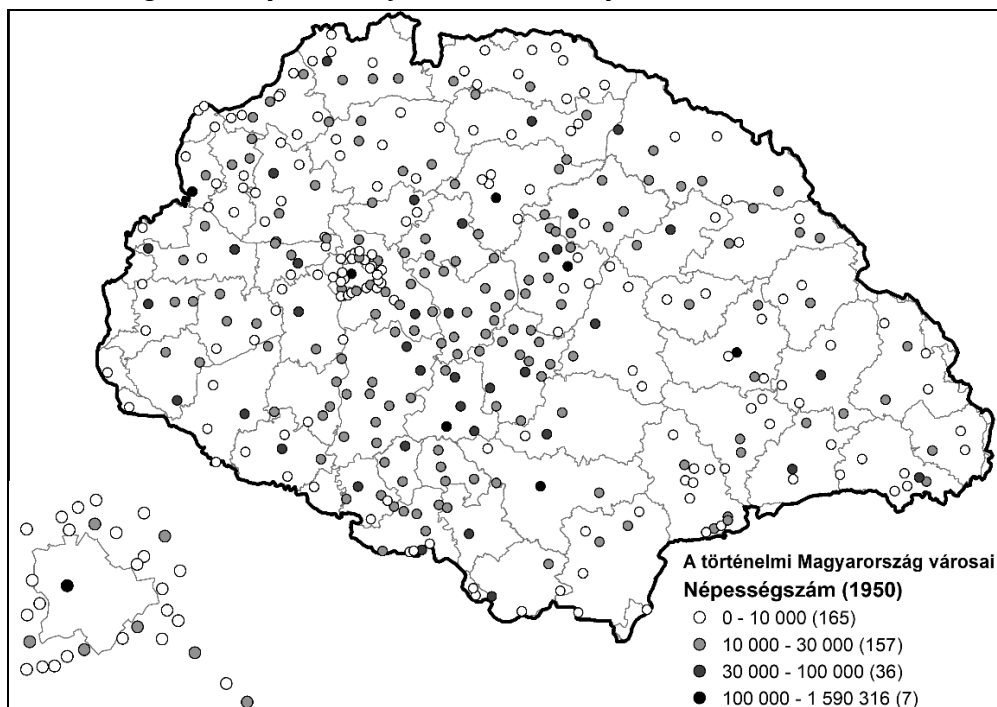 A történelmi Magyarország városai
Népességszám (1950)
0 - 10 000 (165)
10 000 - 30 000 (157)
30 000 - 100 000 (36)
100 000 - 1 590 316 (7)